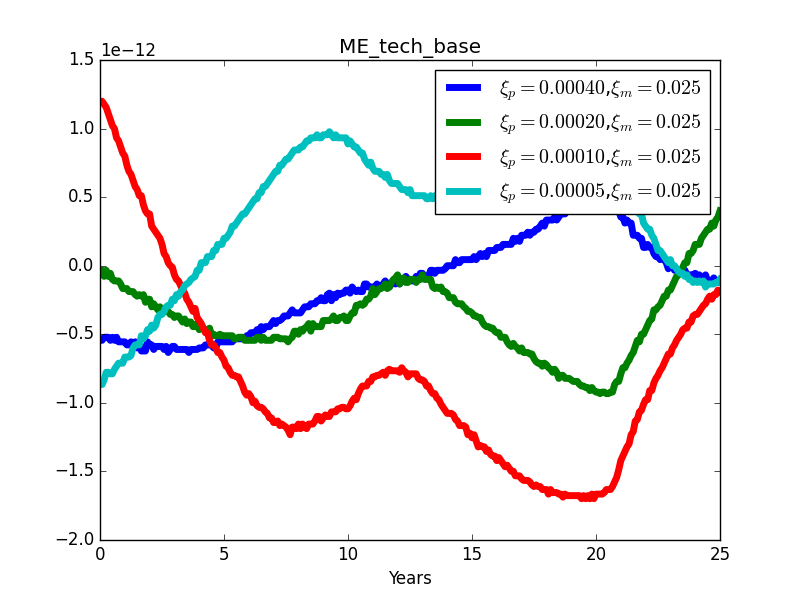 ME_tech_base
1e−12
1.5
1.0
0.5
0.0
−0.5
−1.0
−1.5
−2.0
ξp = 0.00040,ξm = 0.025
ξp = 0.00020,ξm = 0.025
ξp = 0.00010,ξm = 0.025
ξp = 0.00005,ξm = 0.025
0 5 10 15 20 25
Years